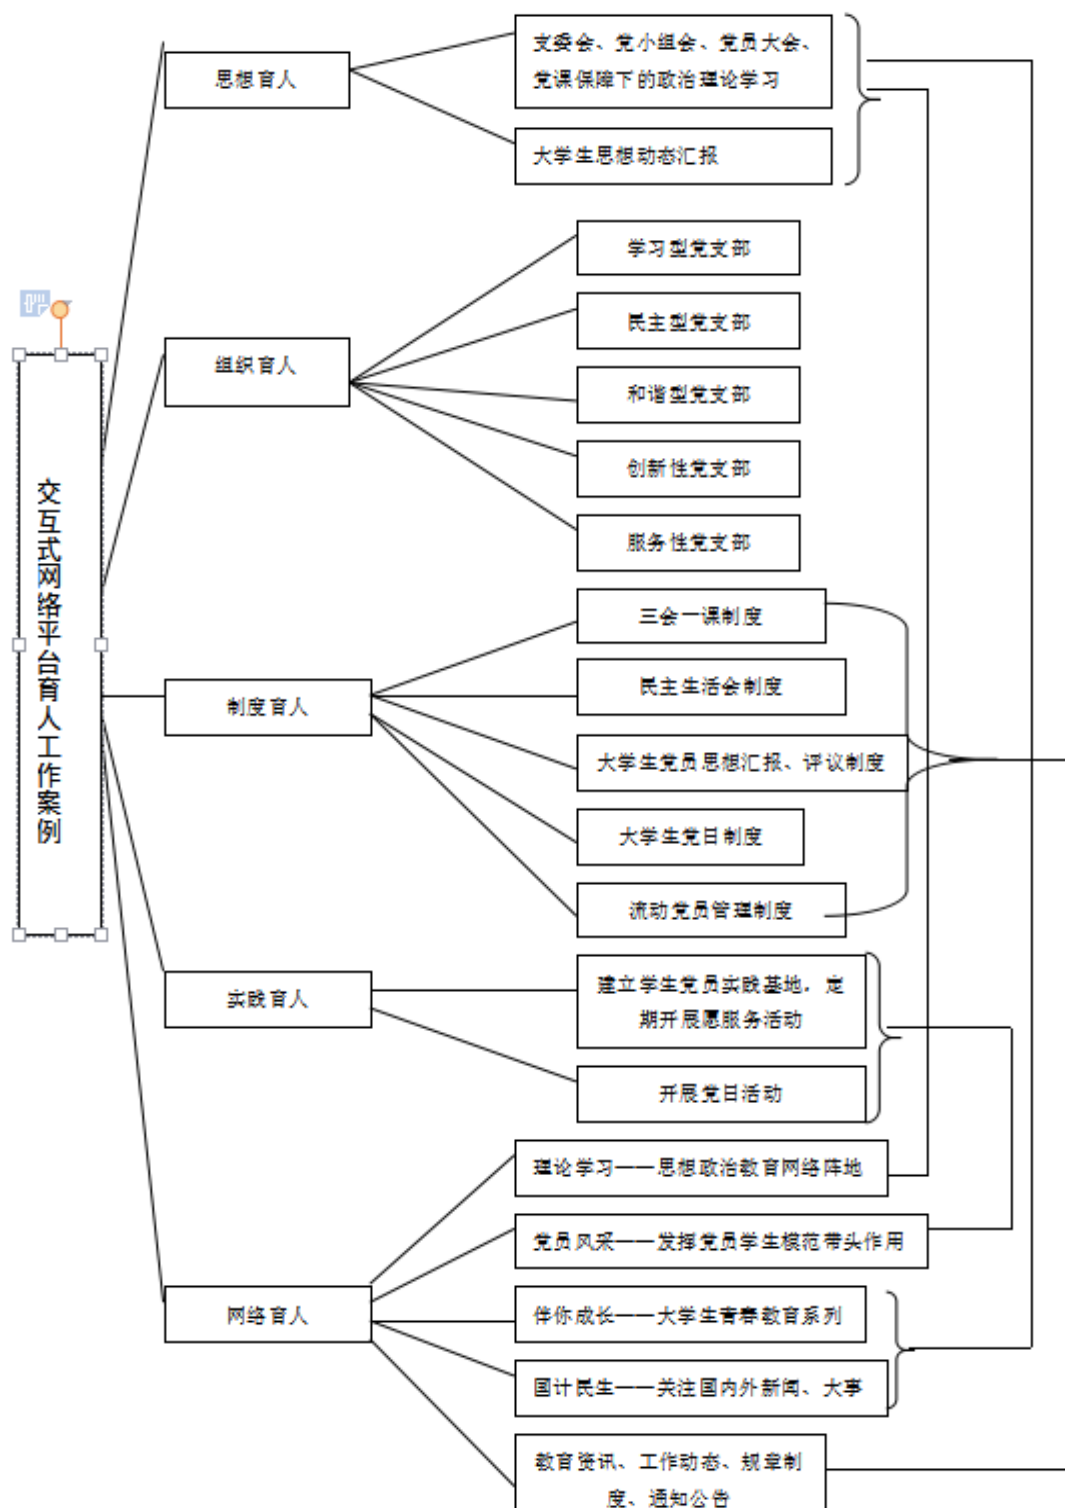 交互式网络平台育人工作案例
思想育人
支委会、党小组会、党员大会、
党课保障下的政治理论学习
大学生思想动态汇报
组织育人
学习型党支部
民主型党支部
和谐型党支部
创新性党支部
服务性党支部
制度育人
三会一课制度
民主生活会制度
大学生党员思想汇报、评议制度
大学生党日制度
流动党员管理制度
实践育人
建立学生党员实践基地，定
期开展愿服务活动
开展党日活动
网络育人
理论学习——思想政治教育网络阵地
党员风采——发挥党员学生模范带头作用
伴你成长——大学生青春教育系列
国计民生——关注国内外新闻、大事
教育资讯、工作动态、规章制
度、通知公告